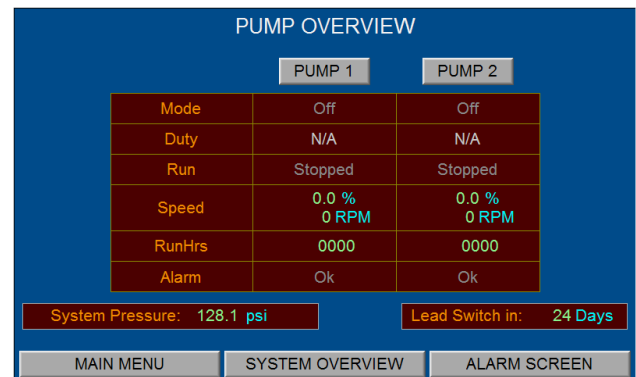 PUMP OVERVIEW
PUMP 1 PUMP 2
Mode Off Off
Duty N/A N/A
Run Stopped Stopped
Speed 0.0 % 0.0 %
0 RPM 0 RPM
RunHrs 0000 0000
Alarm Ok Ok
System Pressure: 128.1 psi Lead Switch in: 24 Days
MAIN MENU SYSTEM OVERVIEW ALARM SCREEN